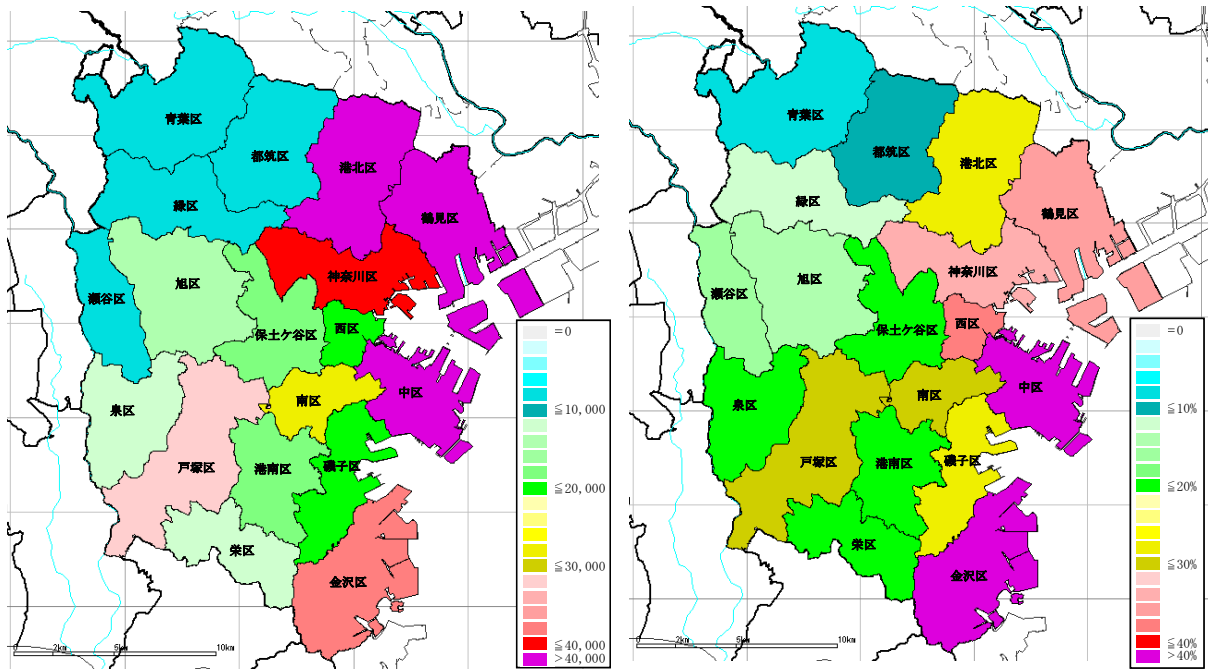 青葉区
都筑区
港北区
緑区
鶴見区
旭区
神奈川区
瀬谷区
保土ケ谷区
西区
泉区
南区
中区
戸塚区
港南区
磯子区
栄区
金沢区
=0
≦10,000
≦20,000
≦30,000
≦40,000
>40,000
0 2km 5km 10km
青葉区
都筑区
港北区
緑区
鶴見区
旭区
神奈川区
瀬谷区
保土ケ谷区
西区
泉区
南区
中区
戸塚区
港南区
磯子区
栄区
金沢区
=0
≦10%
≦20%
≦30%
≦40%
>40%
0 2km 5km 10km